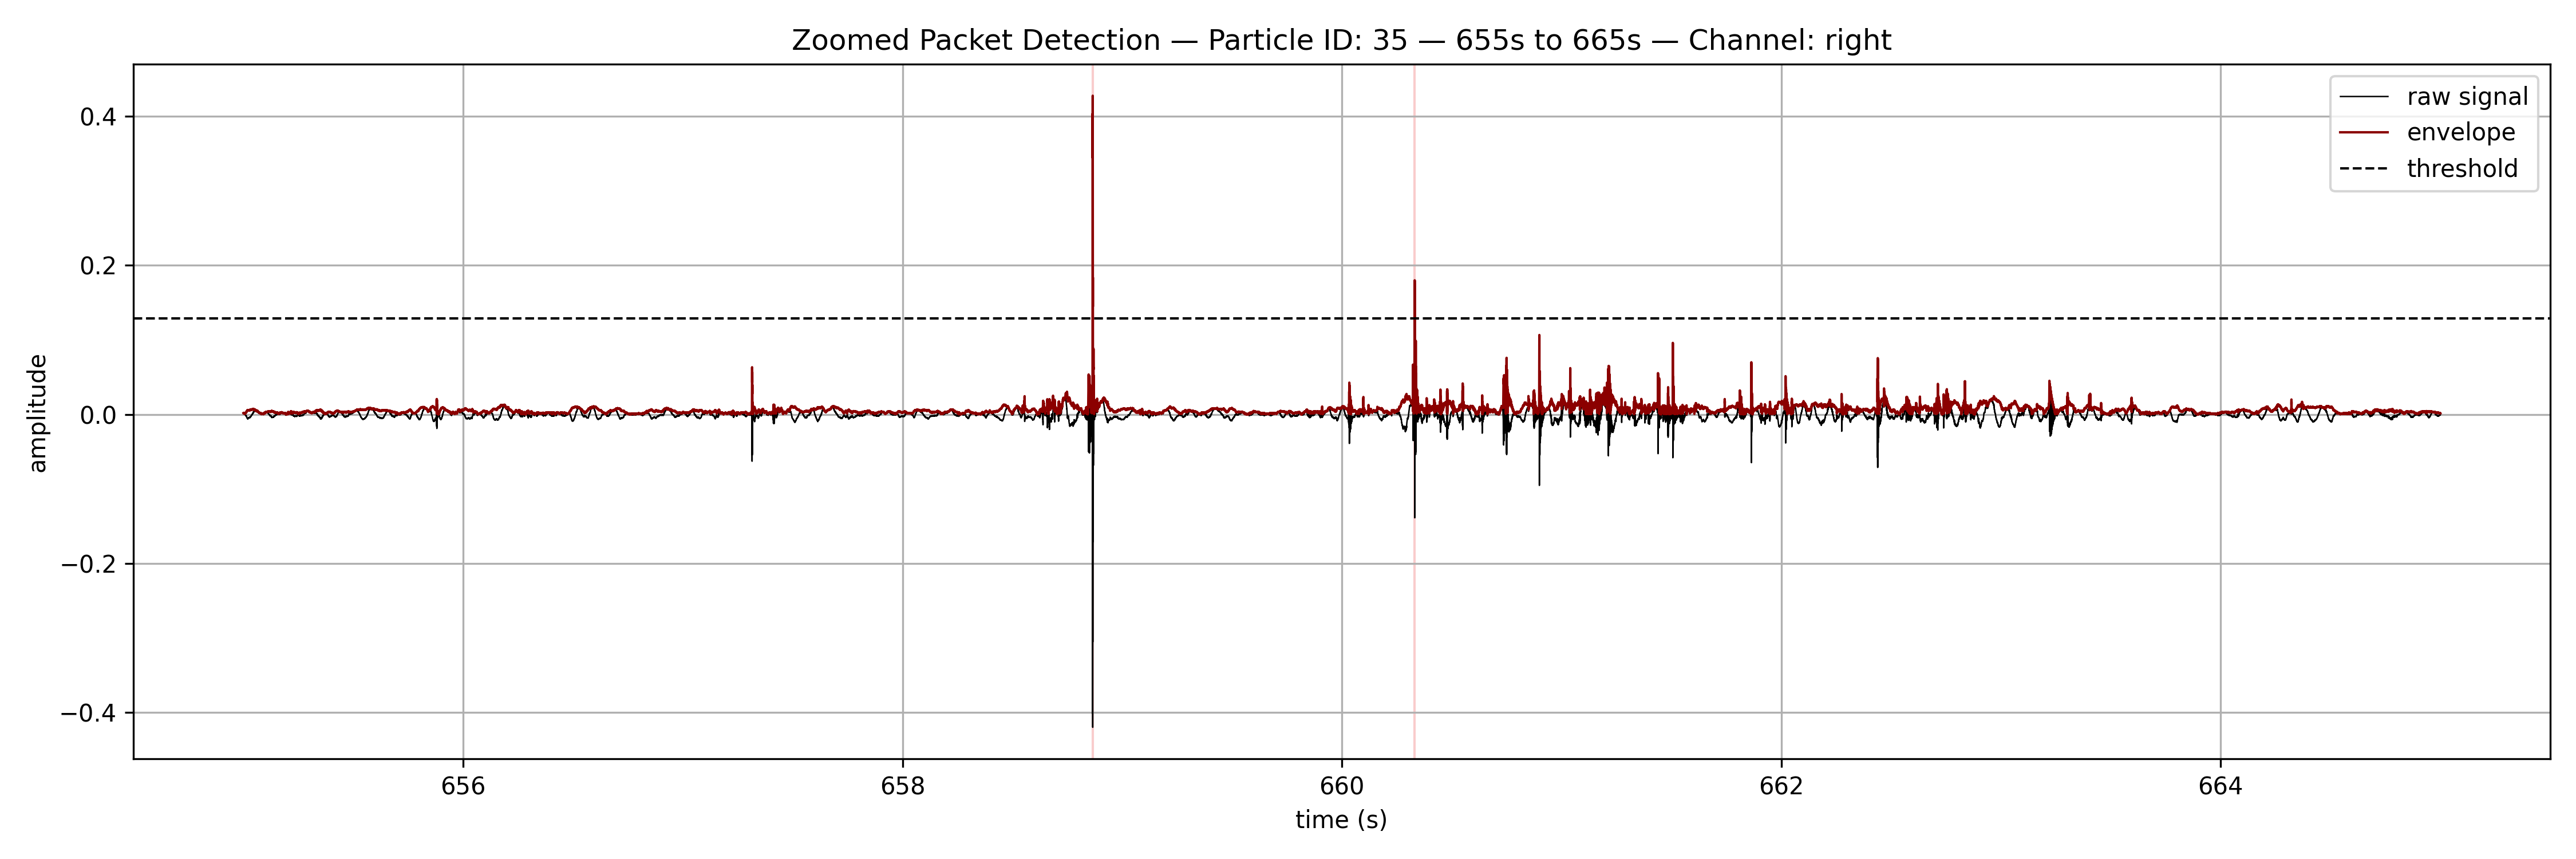 Zoomed Packet Detection — Particle ID: 35 — 655s to 665s — Channel: right
raw signal
envelope
threshold
amplitude
0.4
0.2
0.0
−0.2
−0.4
656
658
660
662
664
time (s)